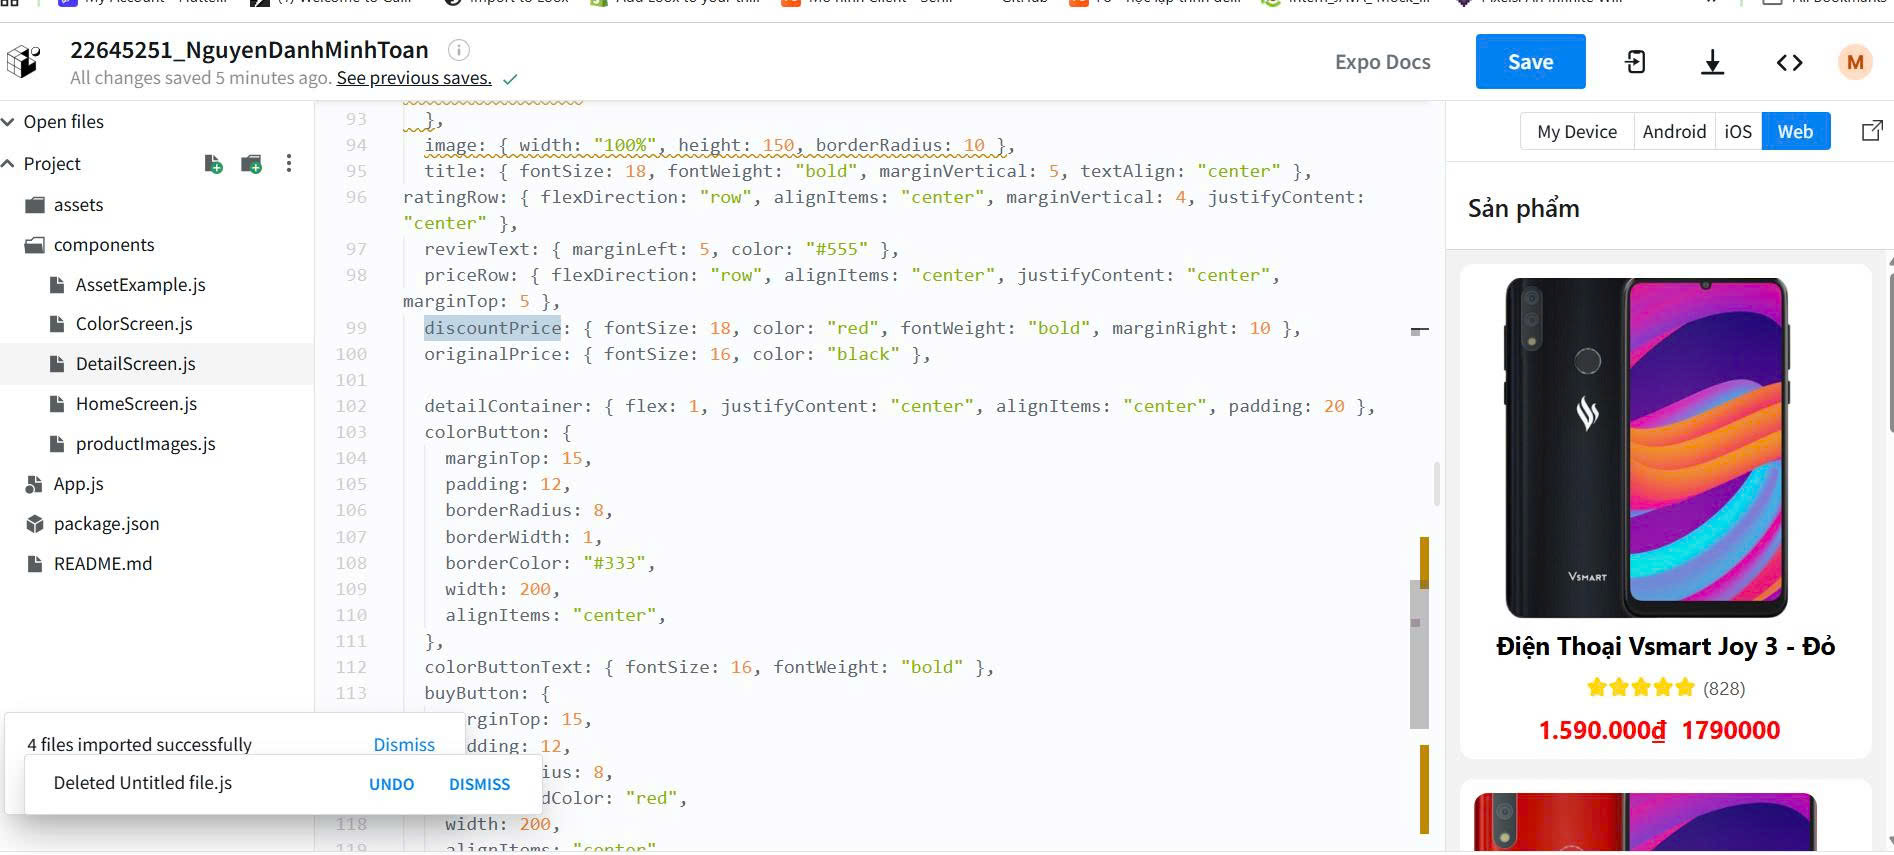 22645251_NguyenDanhMinhToan
All changes saved 5 minutes ago. See previous saves.
Expo Docs
Save
M
Open files
Project
assets
components
AssetExample.js
ColorScreen.js
DetailScreen.js
HomeScreen.js
productImages.js
App.js
package.json
README.md
4 files imported successfully
Dismiss
Deleted Untitled file.js
UNDO
DISMISS
93 },
94 image: { width: "100%", height: 150, borderRadius: 10 },
95 title: { fontSize: 18, fontWeight: "bold", marginVertical: 5, textAlign: "center" },
96 ratingRow: { flexDirection: "row", alignItems: "center", marginVertical: 4, justifyContent:
"center" },
97 reviewText: { marginLeft: 5, color: "#555" },
98 priceRow: { flexDirection: "row", alignItems: "center", justifyContent: "center",
marginTop: 5 },
99 discountPrice: { fontSize: 18, color: "red", fontWeight: "bold", marginRight: 10 },
100 originalPrice: { fontSize: 16, color: "black" },
101
102 detailContainer: { flex: 1, justifyContent: "center", alignItems: "center", padding: 20 },
103 colorButton: {
104 marginTop: 15,
105 padding: 12,
106 borderRadius: 8,
107 borderWidth: 1,
108 borderColor: "#333",
109 width: 200,
110 alignItems: "center",
111 },
112 colorButtonText: { fontSize: 16, fontWeight: "bold" },
113 buyButton: {
rginTop: 15,
dding: 12,
ius: 8,
dColor: "red",
118 width: 200,
119 alignItems: "center"
My Device
Android
iOS
Web
Sản phẩm
VSMART
Điện Thoại Vsmart Joy 3 - Đỏ
(828)
1.590.000₫ 1790000